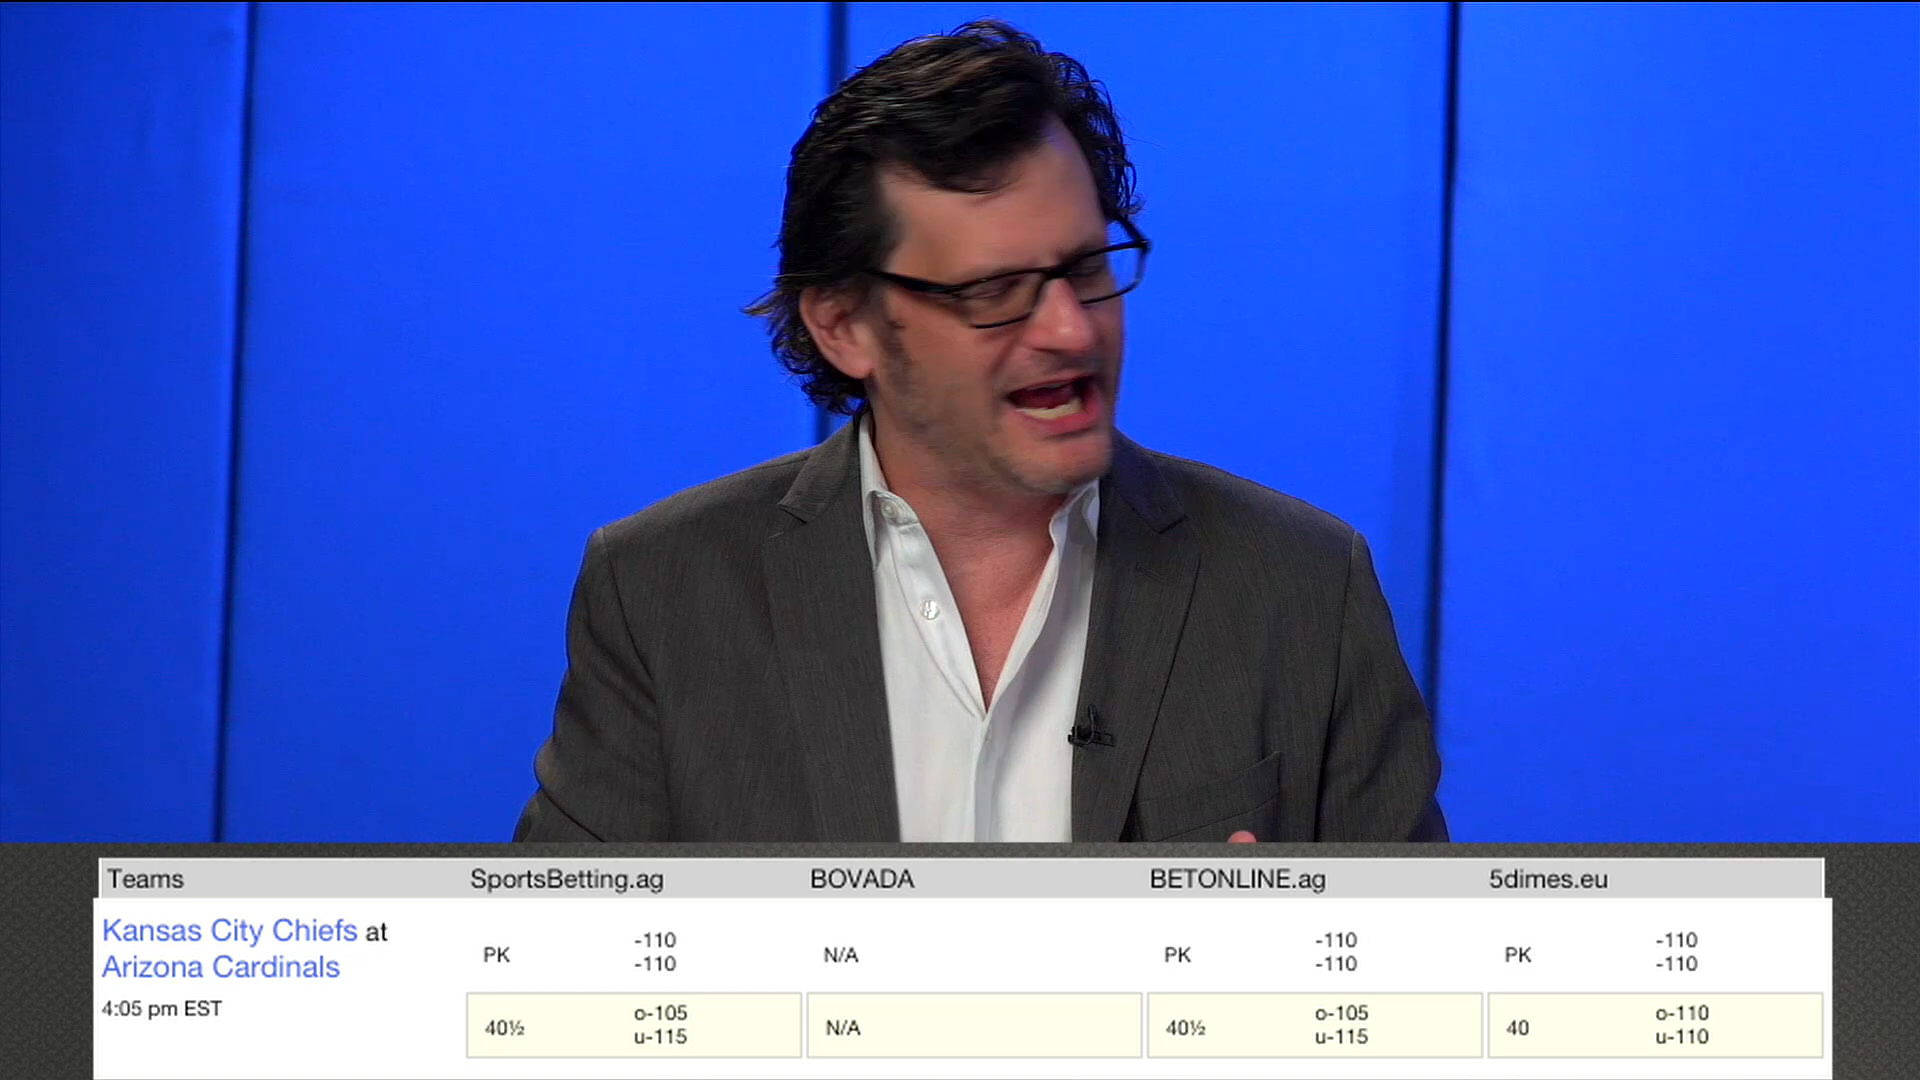 Teams SportsBetting.ag BOVADA BETONLINE.ag 5dimes.eu
Kansas City Chiefs at
Arizona Cardinals
4:05 pm EST
PK -110 N/A PK -110 PK -110
-110 -110 -110
40½ o-105 N/A 40½ o-105 40 o-110
u-115 u-115 u-110